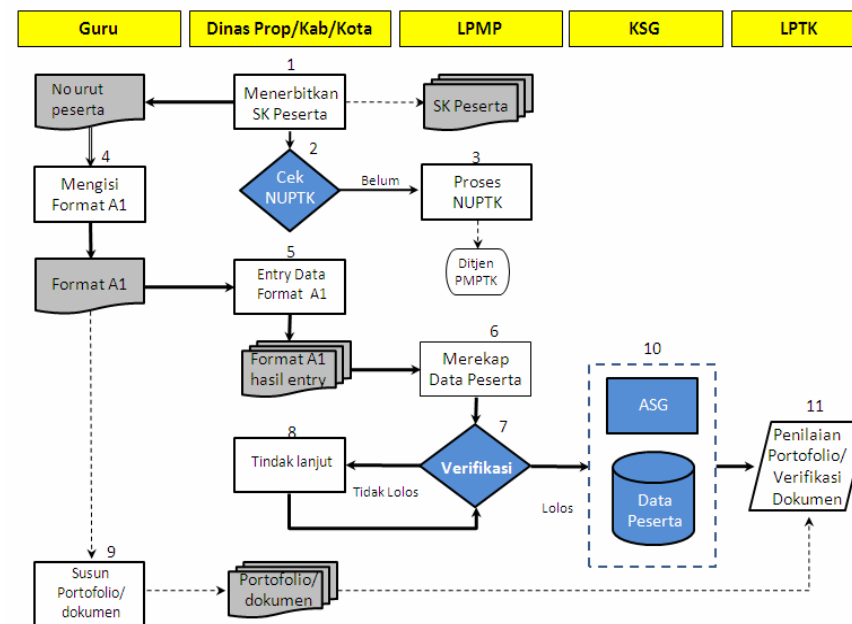 Guru
Dinas Prop/Kab/Kota
LPMP
KSG
LPTK
No urut
peserta
1
Menerbitkan
SK Peserta
SK Peserta
4
Mengisi
Format A1
2
Cek
NUPTK
Belum
3
Proses
NUPTK
Ditjen
PMPTK
Format A1
5
Entry Data
Format A1
Format A1
hasil entry
6
Merekap
Data Peserta
7
Verifikasi
8
Tindak lanjut
Tidak Lolos
Lolos
10
ASG
Data
Peserta
11
Penilaian
Portofolio/
Verifikasi
Dokumen
9
Susun
Portofolio/
dokumen
Portofolio/
dokumen